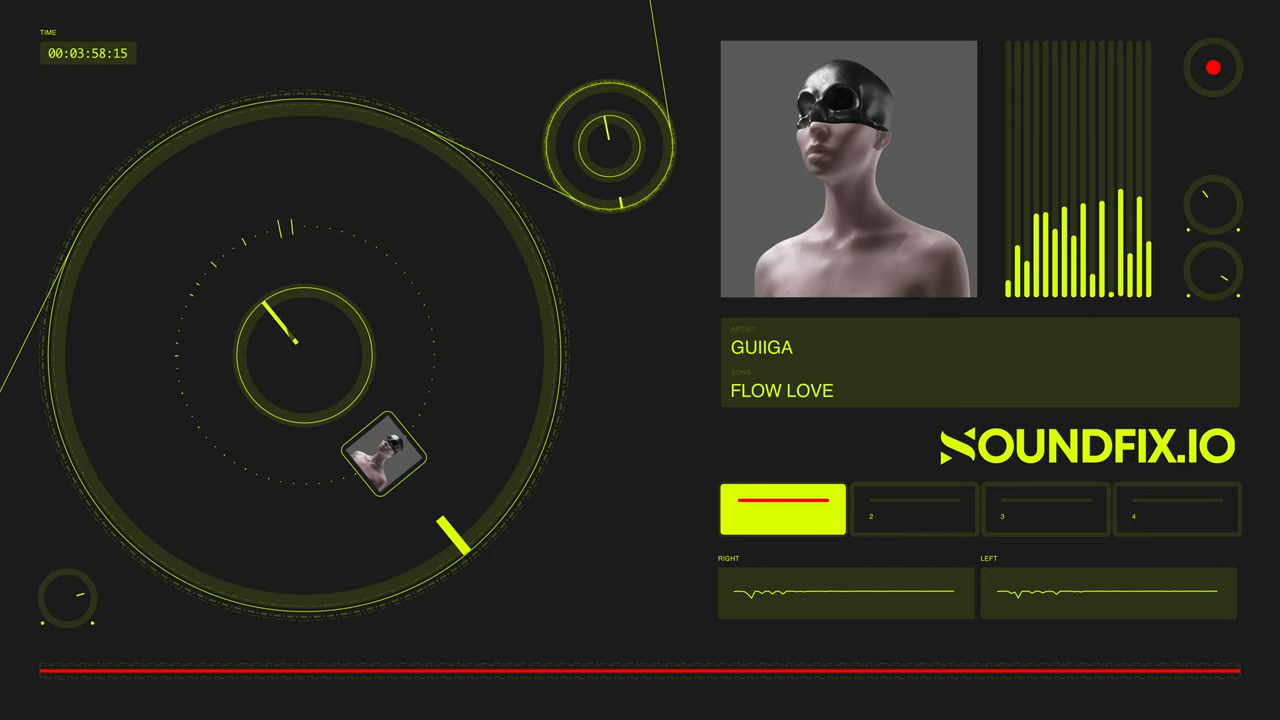 TIME
00:03:58:15
ARTIST
GUIIGA
SONG
FLOW LOVE
SOUNDFIX.IO
2
3
4
RIGHT
LEFT